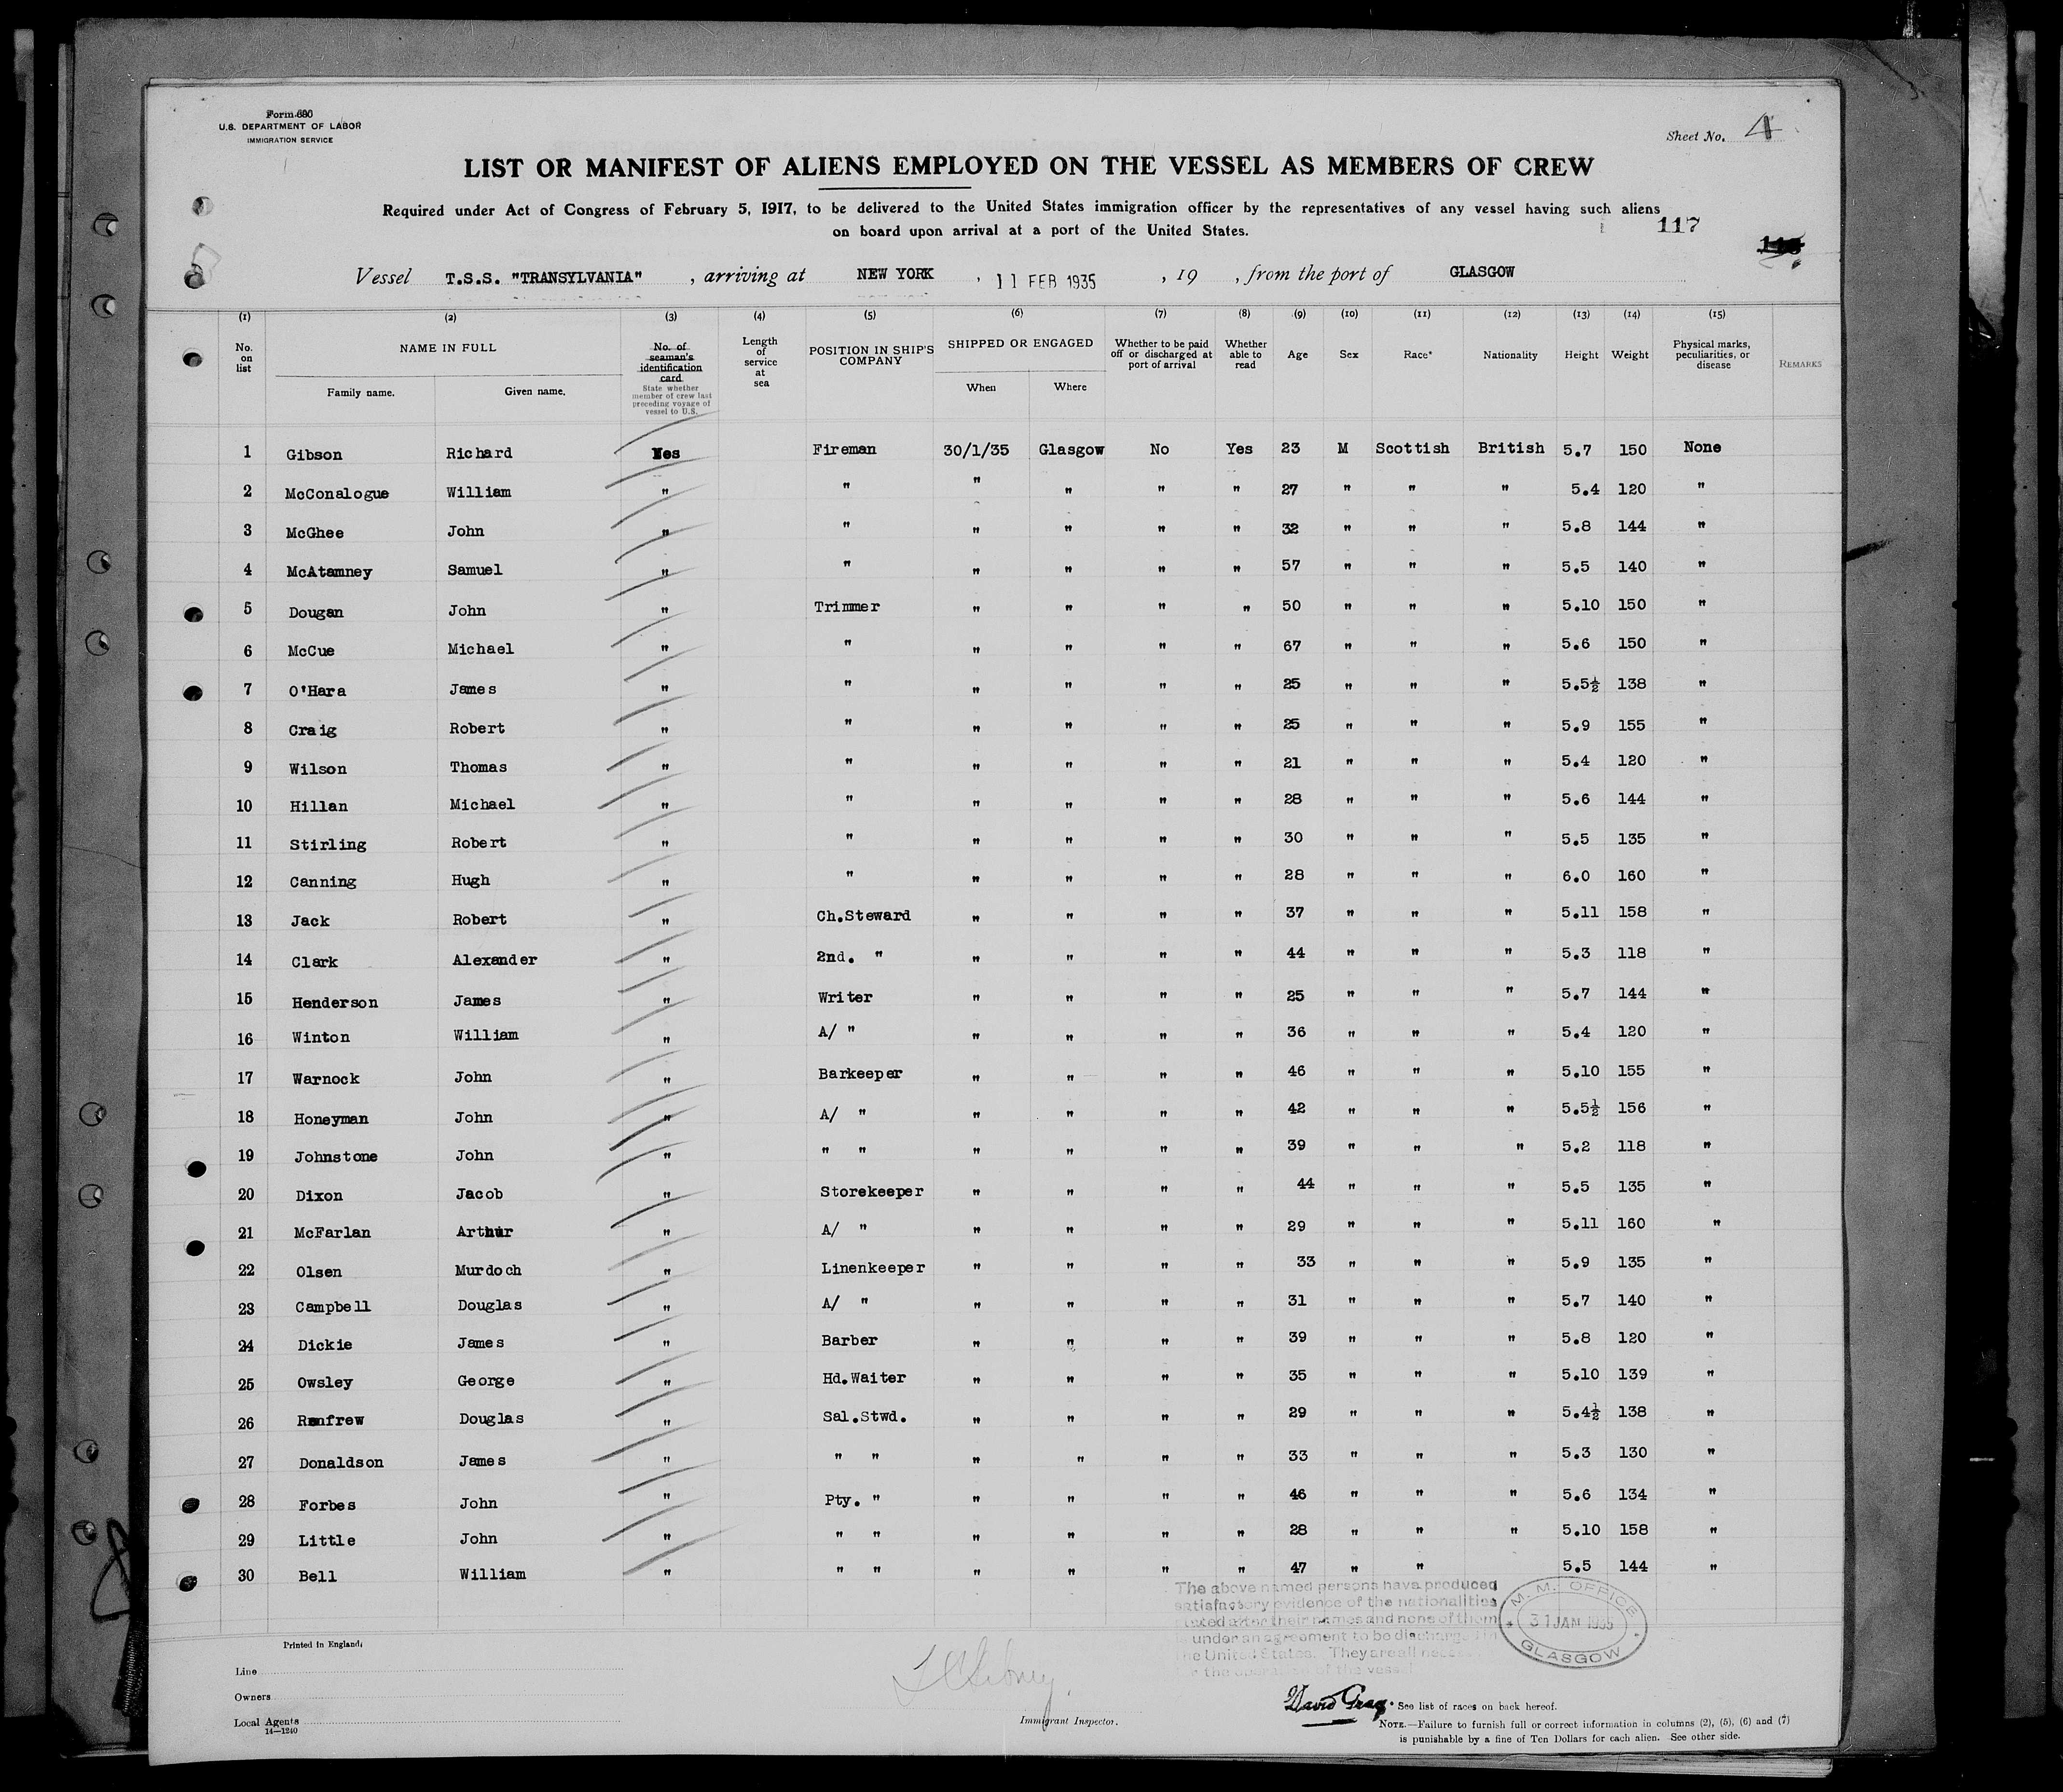 Form 680
U.S. DEPARTMENT OF LABOR
IMMIGRATION SERVICE
Sheet No. 4
LIST OR MANIFEST OF ALIENS EMPLOYED ON THE VESSEL AS MEMBERS OF CREW
Required under Act of Congress of February 5, 1917, to be delivered to the United States immigration officer by the representatives of any vessel having such aliens
on board upon arrival at a port of the United States.
117
Vessel T.S.S. "TRANSYLVANIA" , arriving at NEW YORK , 11 FEB 1935 , 19 , from the port of GLASGOW
(1) (2) (3) (4) (5) (6) (7) (8) (9) (10) (11) (12) (13) (14) (15)
No. on list NAME IN FULL Family name. Given name. No. of seaman's identification card State whether member of crew last preceding voyage of vessel to U.S. Length of service at sea POSITION IN SHIP'S COMPANY SHIPPED OR ENGAGED When Where Whether to be paid off or discharged at port of arrival Whether able to read Age Sex Race* Nationality Height Weight Physical marks, peculiarities, or disease REMARKS
1 Gibson Richard Yes Fireman 30/1/35 Glasgow No Yes 23 M Scottish British 5.7 150 None
2 McConalogue William " " " " " " 27 " " " 5.4 120 "
3 McGhee John " " " " " " 32 " " " 5.8 144 "
4 McAtamney Samuel " " " " " " 57 " " " 5.5 140 "
5 Dougan John " Trimmer " " " " 50 " " " 5.10 150 "
6 McCue Michael " " " " " " 67 " " " 5.6 150 "
7 O'Hara James " " " " " " 25 " " " 5.5½ 138 "
8 Craig Robert " " " " " " 25 " " " 5.9 155 "
9 Wilson Thomas " " " " " " 21 " " " 5.4 120 "
10 Hillan Michael " " " " " " 28 " " " 5.6 144 "
11 Stirling Robert " " " " " " 30 " " " 5.5 135 "
12 Canning Hugh " " " " " " 28 " " " 6.0 160 "
13 Jack Robert " Ch.Steward " " " " 37 " " " 5.11 158 "
14 Clark Alexander " 2nd. " " " " " 44 " " " 5.3 118 "
15 Henderson James " Writer " " " " 25 " " " 5.7 144 "
16 Winton William " A/ " " " " " 36 " " " 5.4 120 "
17 Warnock John " Barkeeper " " " " 46 " " " 5.10 155 "
18 Honeyman John " A/ " " " " " 42 " " " 5.5½ 156 "
19 Johnstone John " " " " " " " 39 " " " 5.2 118 "
20 Dixon Jacob " Storekeeper " " " " 44 " " " 5.5 135 "
21 McFarlan Arthur " A/ " " " " " 29 " " " 5.11 160 "
22 Olsen Murdoch " Linenkeeper " " " " 33 " " " 5.9 135 "
23 Campbell Douglas " A/ " " " " " 31 " " " 5.7 140 "
24 Dickie James " Barber " " " " 39 " " " 5.8 120 "
25 Owsley George " Hd.Waiter " " " " 35 " " " 5.10 139 "
26 Renfrew Douglas " Sal.Stwd. " " " " 29 " " " 5.4½ 138 "
27 Donaldson James " " " " " " " 33 " " " 5.3 130 "
28 Forbes John " Pty. " " " " " 46 " " " 5.6 134 "
29 Little John " " " " " " " 28 " " " 5.10 158 "
30 Bell William " " " " " " " 47 " " 5.5 144 "
The above named persons have produced
satisfactory evidence of the nationalities
stated after their names and none of them
under an agreement to be discharged in
the United States. They are all
the operation of the vessel
M. M. OFFICE
31 JAN 1935
GLASGOW
Printed in England.
Line
Owners
Local Agents
14—1240
Immigrant Inspector.
David Gray.
* See list of races on back hereof.
NOTE.—Failure to furnish full or correct information in columns (2), (5), (6) and (7)
is punishable by a fine of Ten Dollars for each alien. See other side.